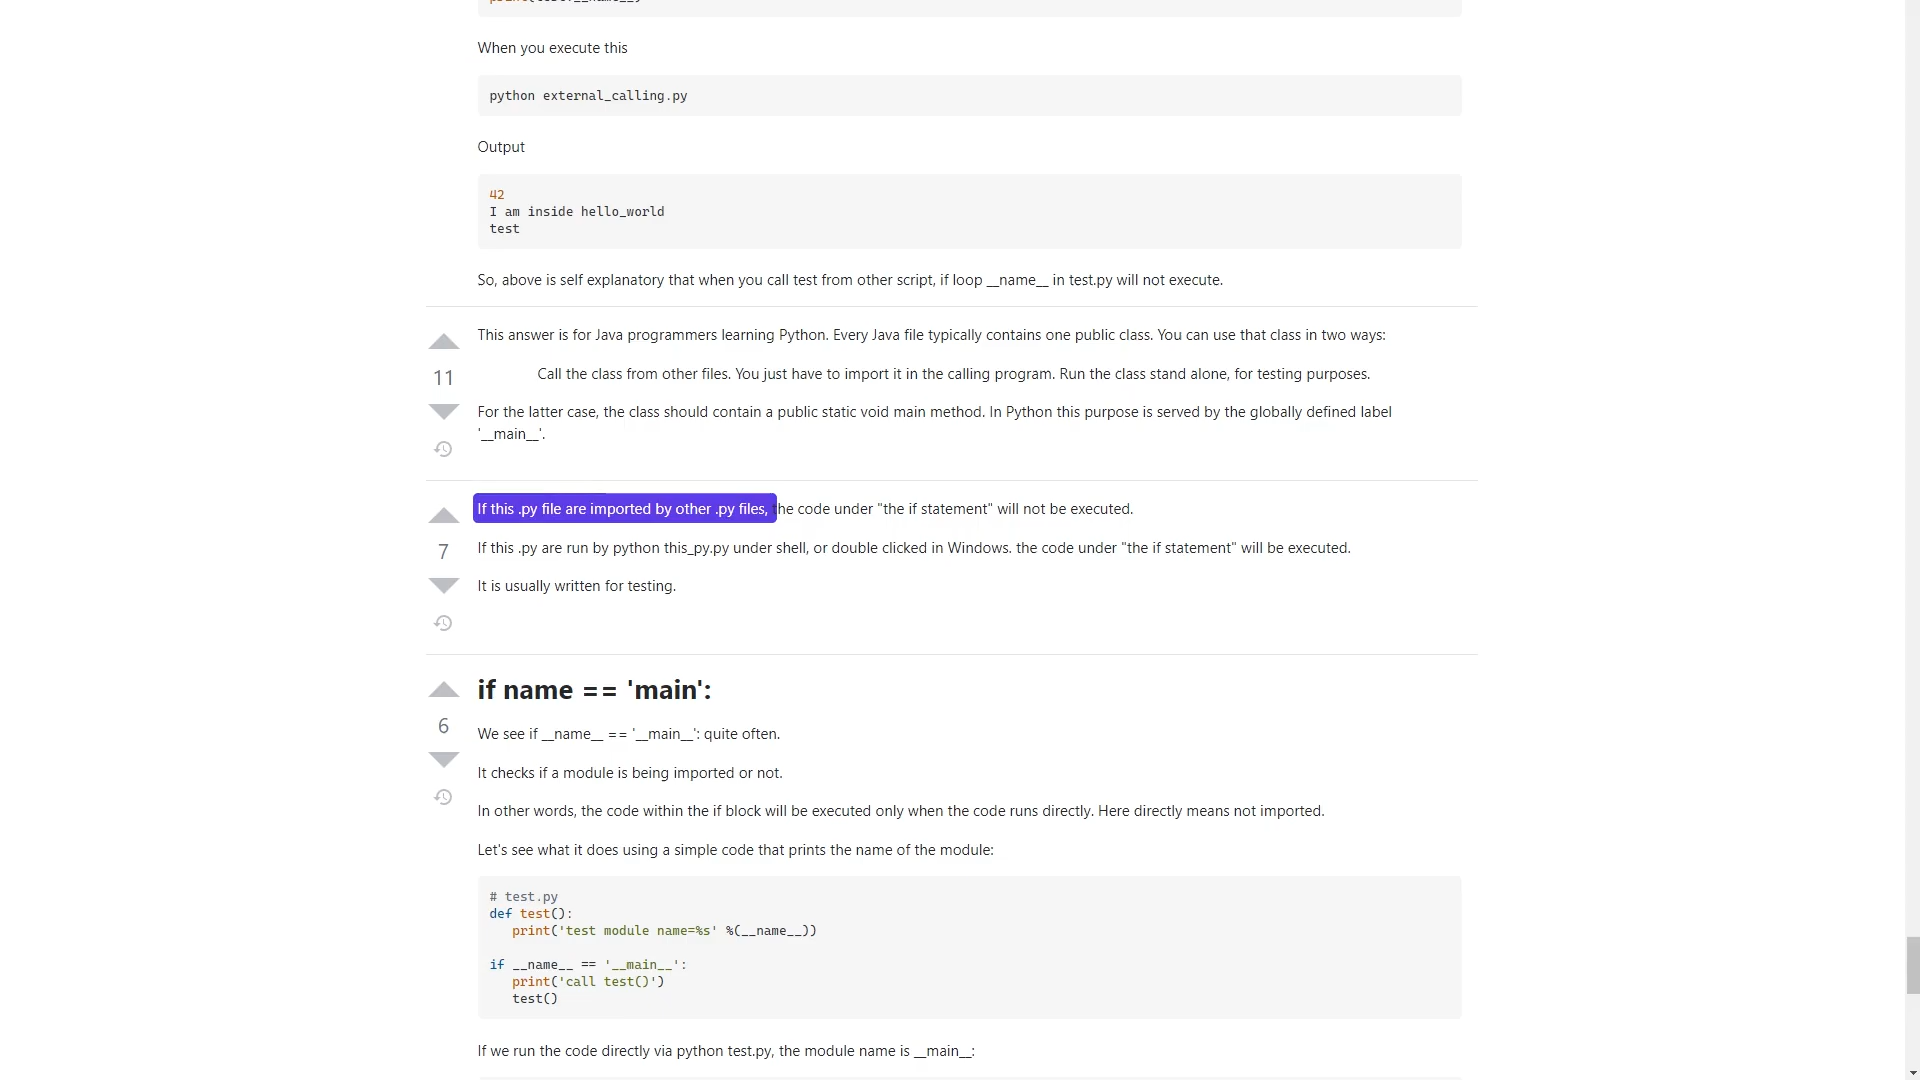 When you execute this
python external_calling.py
Output
42
I am inside hello_world
test
So, above is self explanatory that when you call test from other script, if loop __name__ in test.py will not execute.
This answer is for Java programmers learning Python. Every Java file typically contains one public class. You can use that class in two ways:
11
Call the class from other files. You just have to import it in the calling program. Run the class stand alone, for testing purposes.
For the latter case, the class should contain a public static void main method. In Python this purpose is served by the globally defined label
'__main__'.
If this .py file are imported by other .py files, the code under "the if statement" will not be executed.
7
If this .py are run by python this_py.py under shell, or double clicked in Windows. the code under "the if statement" will be executed.
It is usually written for testing.
if name == 'main':
6
We see if __name__ == '__main__': quite often.
It checks if a module is being imported or not.
In other words, the code within the if block will be executed only when the code runs directly. Here directly means not imported.
Let's see what it does using a simple code that prints the name of the module:
# test.py
def test():
   print('test module name=%s' %(__name__))
if __name__ == '__main__':
   print('call test()')
   test()
If we run the code directly via python test.py, the module name is __main__: